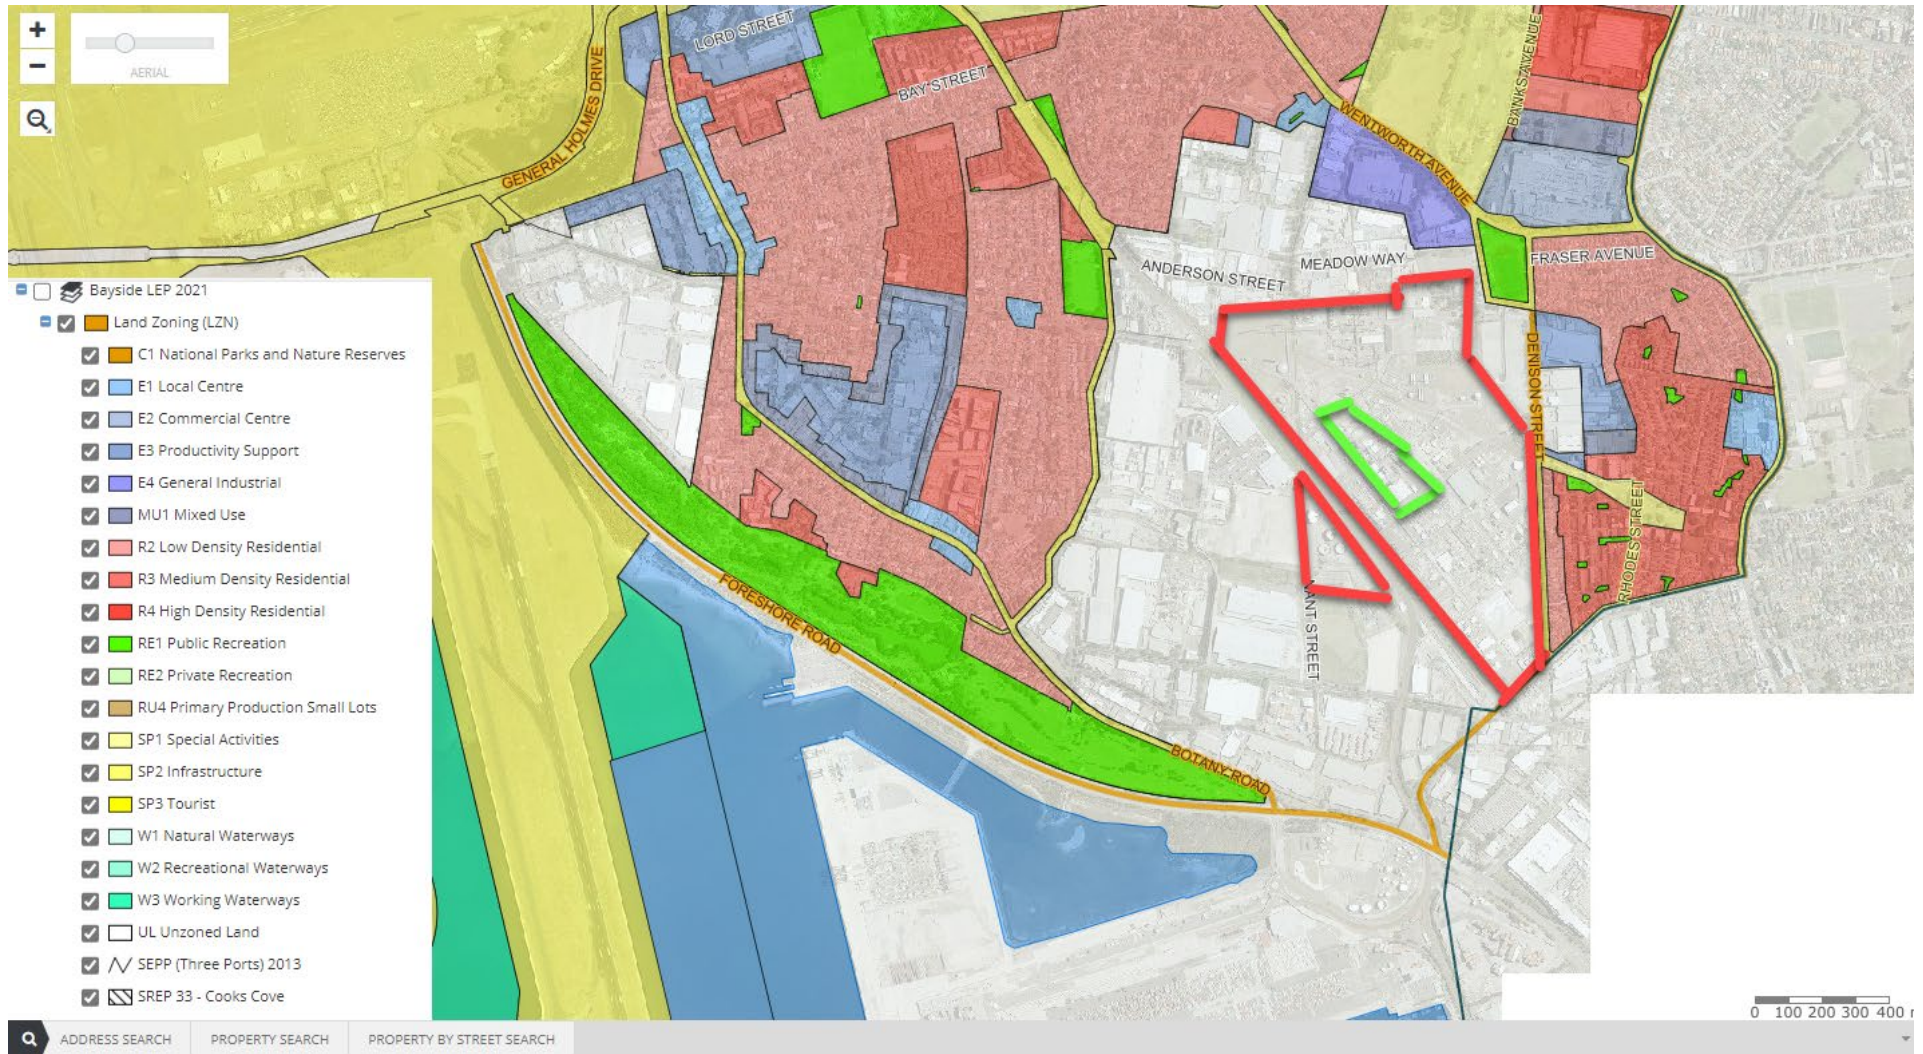 +
−
AERIAL
LORD STREET
BAY STREET
GENERAL HOLMES DRIVE
WENTWORTH AVENUE
BANKS AVENUE
ANDERSON STREET
MEADOW WAY
FRASER AVENUE
DENISON STREET
RHODES STREET
FORESHORE ROAD
BOTANY ROAD
Bayside LEP 2021
Land Zoning (LZN)
C1 National Parks and Nature Reserves
E1 Local Centre
E2 Commercial Centre
E3 Productivity Support
E4 General Industrial
MU1 Mixed Use
R2 Low Density Residential
R3 Medium Density Residential
R4 High Density Residential
RE1 Public Recreation
RE2 Private Recreation
RU4 Primary Production Small Lots
SP1 Special Activities
SP2 Infrastructure
SP3 Tourist
W1 Natural Waterways
W2 Recreational Waterways
W3 Working Waterways
UL Unzoned Land
SEPP (Three Ports) 2013
SREP 33 - Cooks Cove
0 100 200 300 400
ADDRESS SEARCH PROPERTY SEARCH PROPERTY BY STREET SEARCH